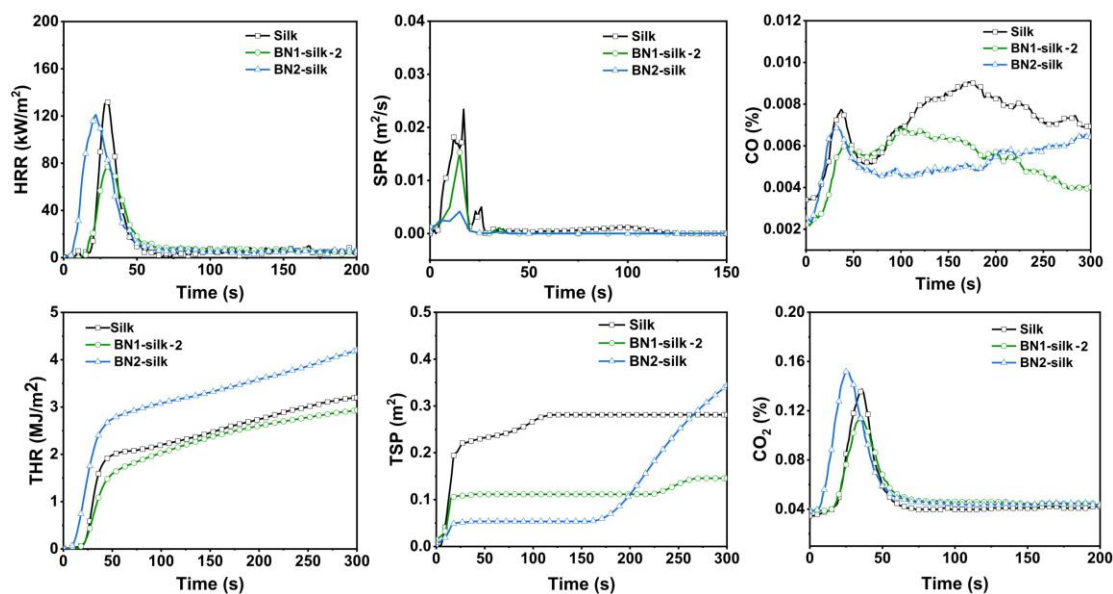 200
160
120
80
40
0
HRR (kW/m²)
Silk
BN1-silk-2
BN2-silk
0 50 100 150 200
Time (s)
0.04
0.03
0.02
0.01
0.00
SPR (m²/s)
Silk
BN1-silk-2
BN2-silk
0 50 100 150
Time (s)
0.012
0.010
0.008
0.006
0.004
0.002
CO (%)
Silk
BN1-silk-2
BN2-silk
0 50 100 150 200 250 300
Time (s)
5
4
3
2
1
0
THR (MJ/m²)
Silk
BN1-silk-2
BN2-silk
0 50 100 150 200 250 300
Time (s)
0.5
0.4
0.3
0.2
0.1
0.0
TSP (m²)
Silk
BN1-silk-2
BN2-silk
0 50 100 150 200 250 300
Time (s)
0.20
0.16
0.12
0.08
0.04
CO₂ (%)
Silk
BN1-silk-2
BN2-silk
0 50 100 150 200
Time (s)